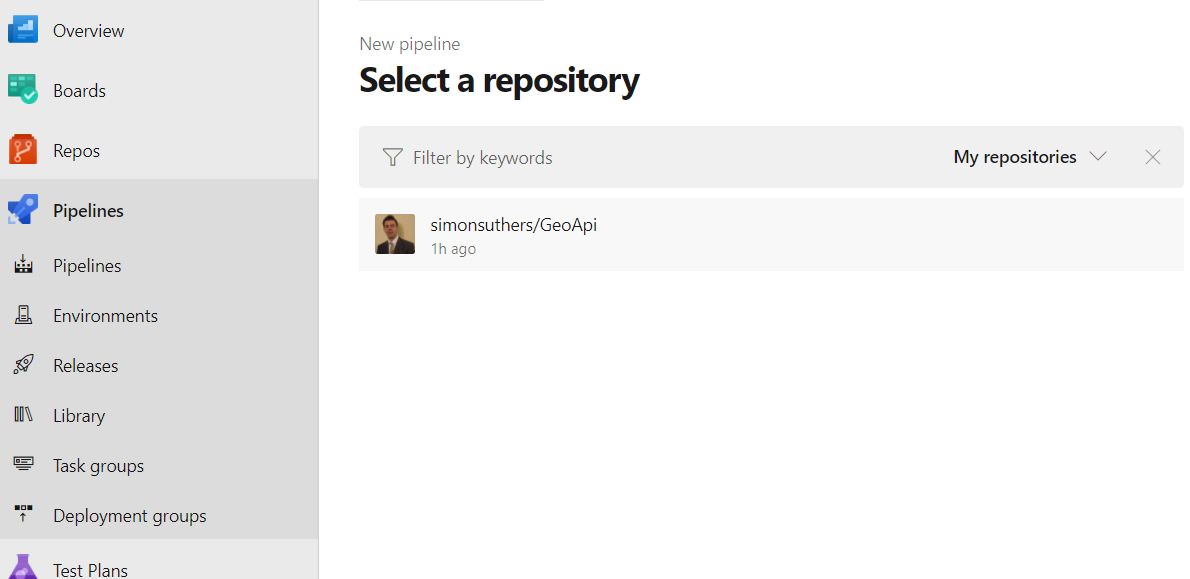 Overview
Boards
Repos
Pipelines
Pipelines
Environments
Releases
Library
Task groups
Deployment groups
Test Plans
New pipeline
Select a repository
Filter by keywords
My repositories
simonsuthers/GeoApi
1h ago